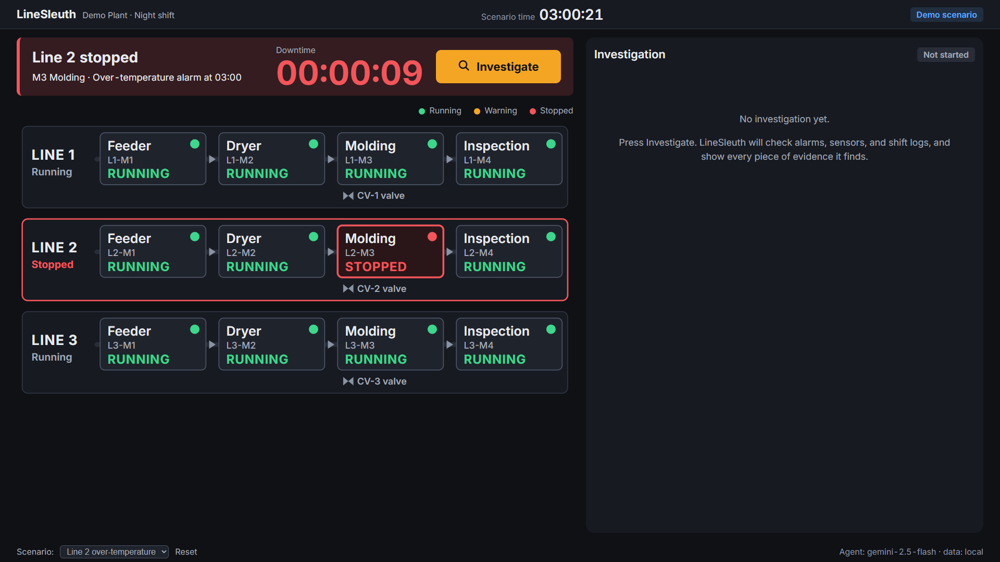 LineSleuth Demo Plant · Night shift
Scenario time 03:00:21
Demo scenario
Line 2 stopped
M3 Molding · Over-temperature alarm at 03:00
Downtime
00:00:09
Investigate
Running Warning Stopped
LINE 1
Running
Feeder
L1-M1
RUNNING
Dryer
L1-M2
RUNNING
Molding
L1-M3
RUNNING
CV-1 valve
Inspection
L1-M4
RUNNING
LINE 2
Stopped
Feeder
L2-M1
RUNNING
Dryer
L2-M2
RUNNING
Molding
L2-M3
STOPPED
CV-2 valve
Inspection
L2-M4
RUNNING
LINE 3
Running
Feeder
L3-M1
RUNNING
Dryer
L3-M2
RUNNING
Molding
L3-M3
RUNNING
CV-3 valve
Inspection
L3-M4
RUNNING
Investigation
Not started
No investigation yet.
Press Investigate. LineSleuth will check alarms, sensors, and shift logs, and
show every piece of evidence it finds.
Scenario: Line 2 over-temperature Reset
Agent: gemini-2.5-flash · data: local